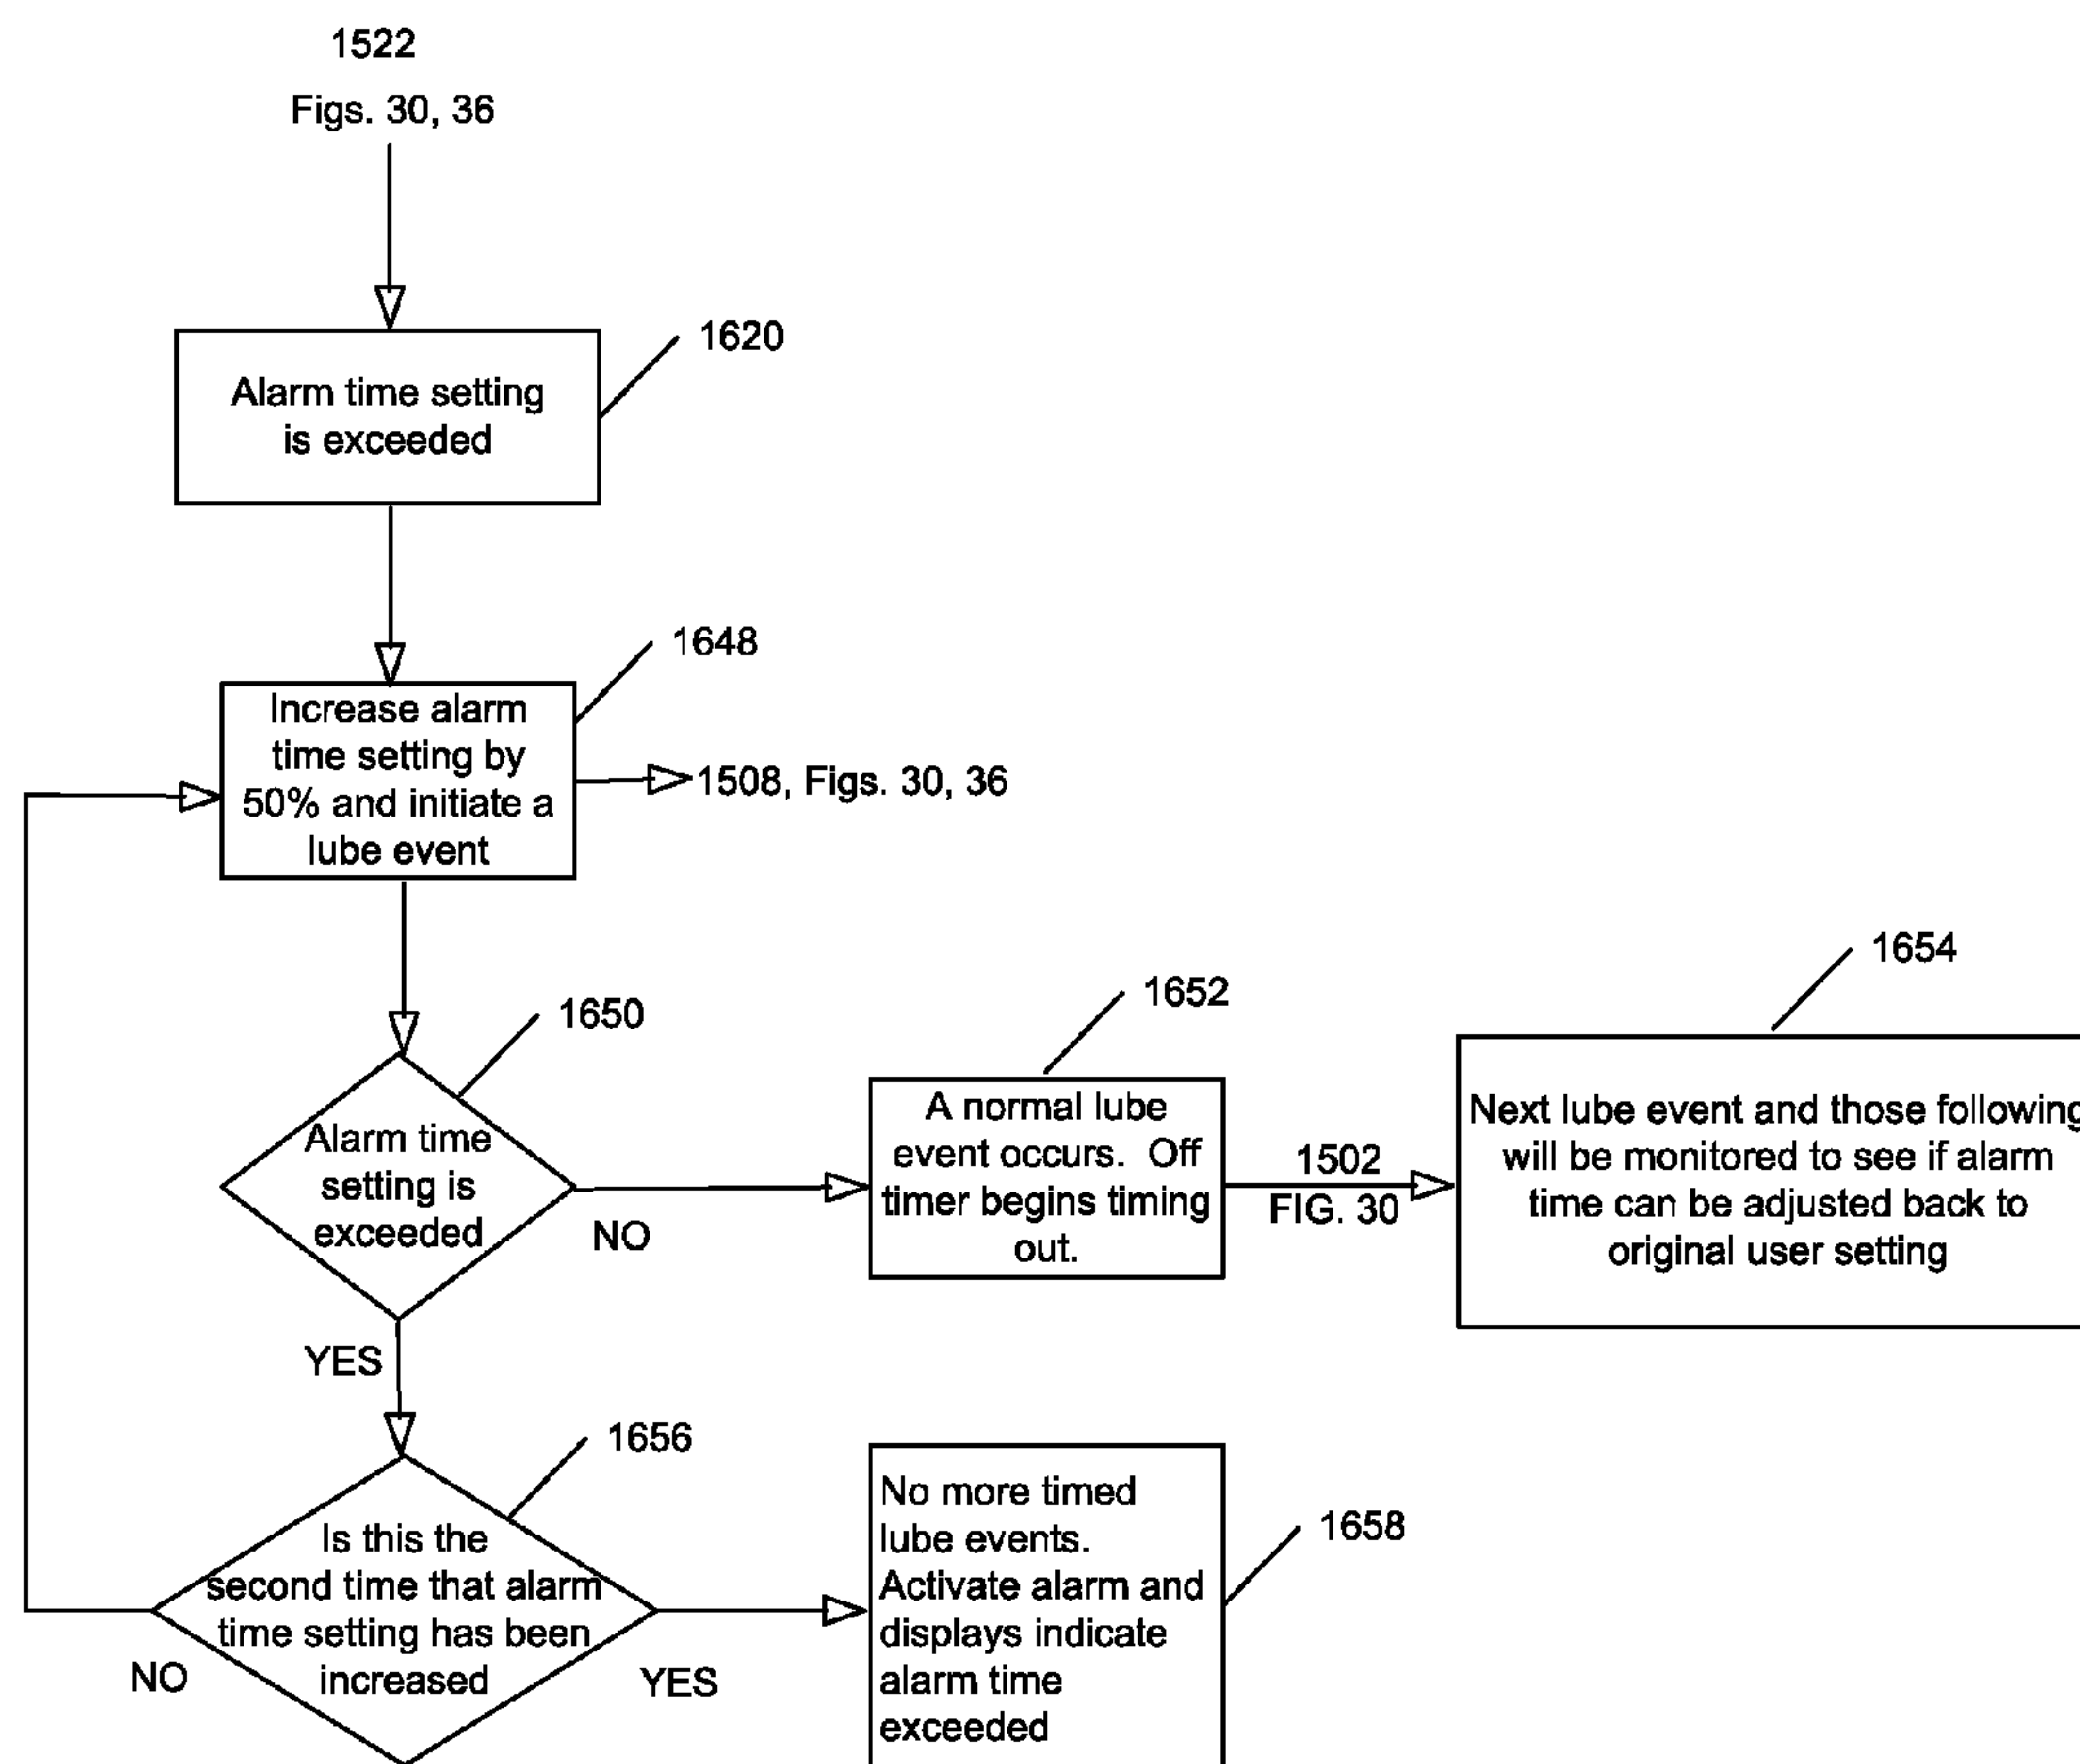 1522
Figs. 30, 36
1620
Alarm time setting
is exceeded
1648
Increase alarm
time setting by
50% and initiate a
lube event
1508, Figs. 30, 36
1650
Alarm time
setting is
exceeded
NO
YES
1652
A normal lube
event occurs. Off
timer begins timing
out.
1502
FIG. 30
1654
Next lube event and those following
will be monitored to see if alarm
time can be adjusted back to
original user setting
1656
Is this the
second time that alarm
time setting has been
increased
NO
YES
1658
No more timed
lube events.
Activate alarm and
displays indicate
alarm time
exceeded